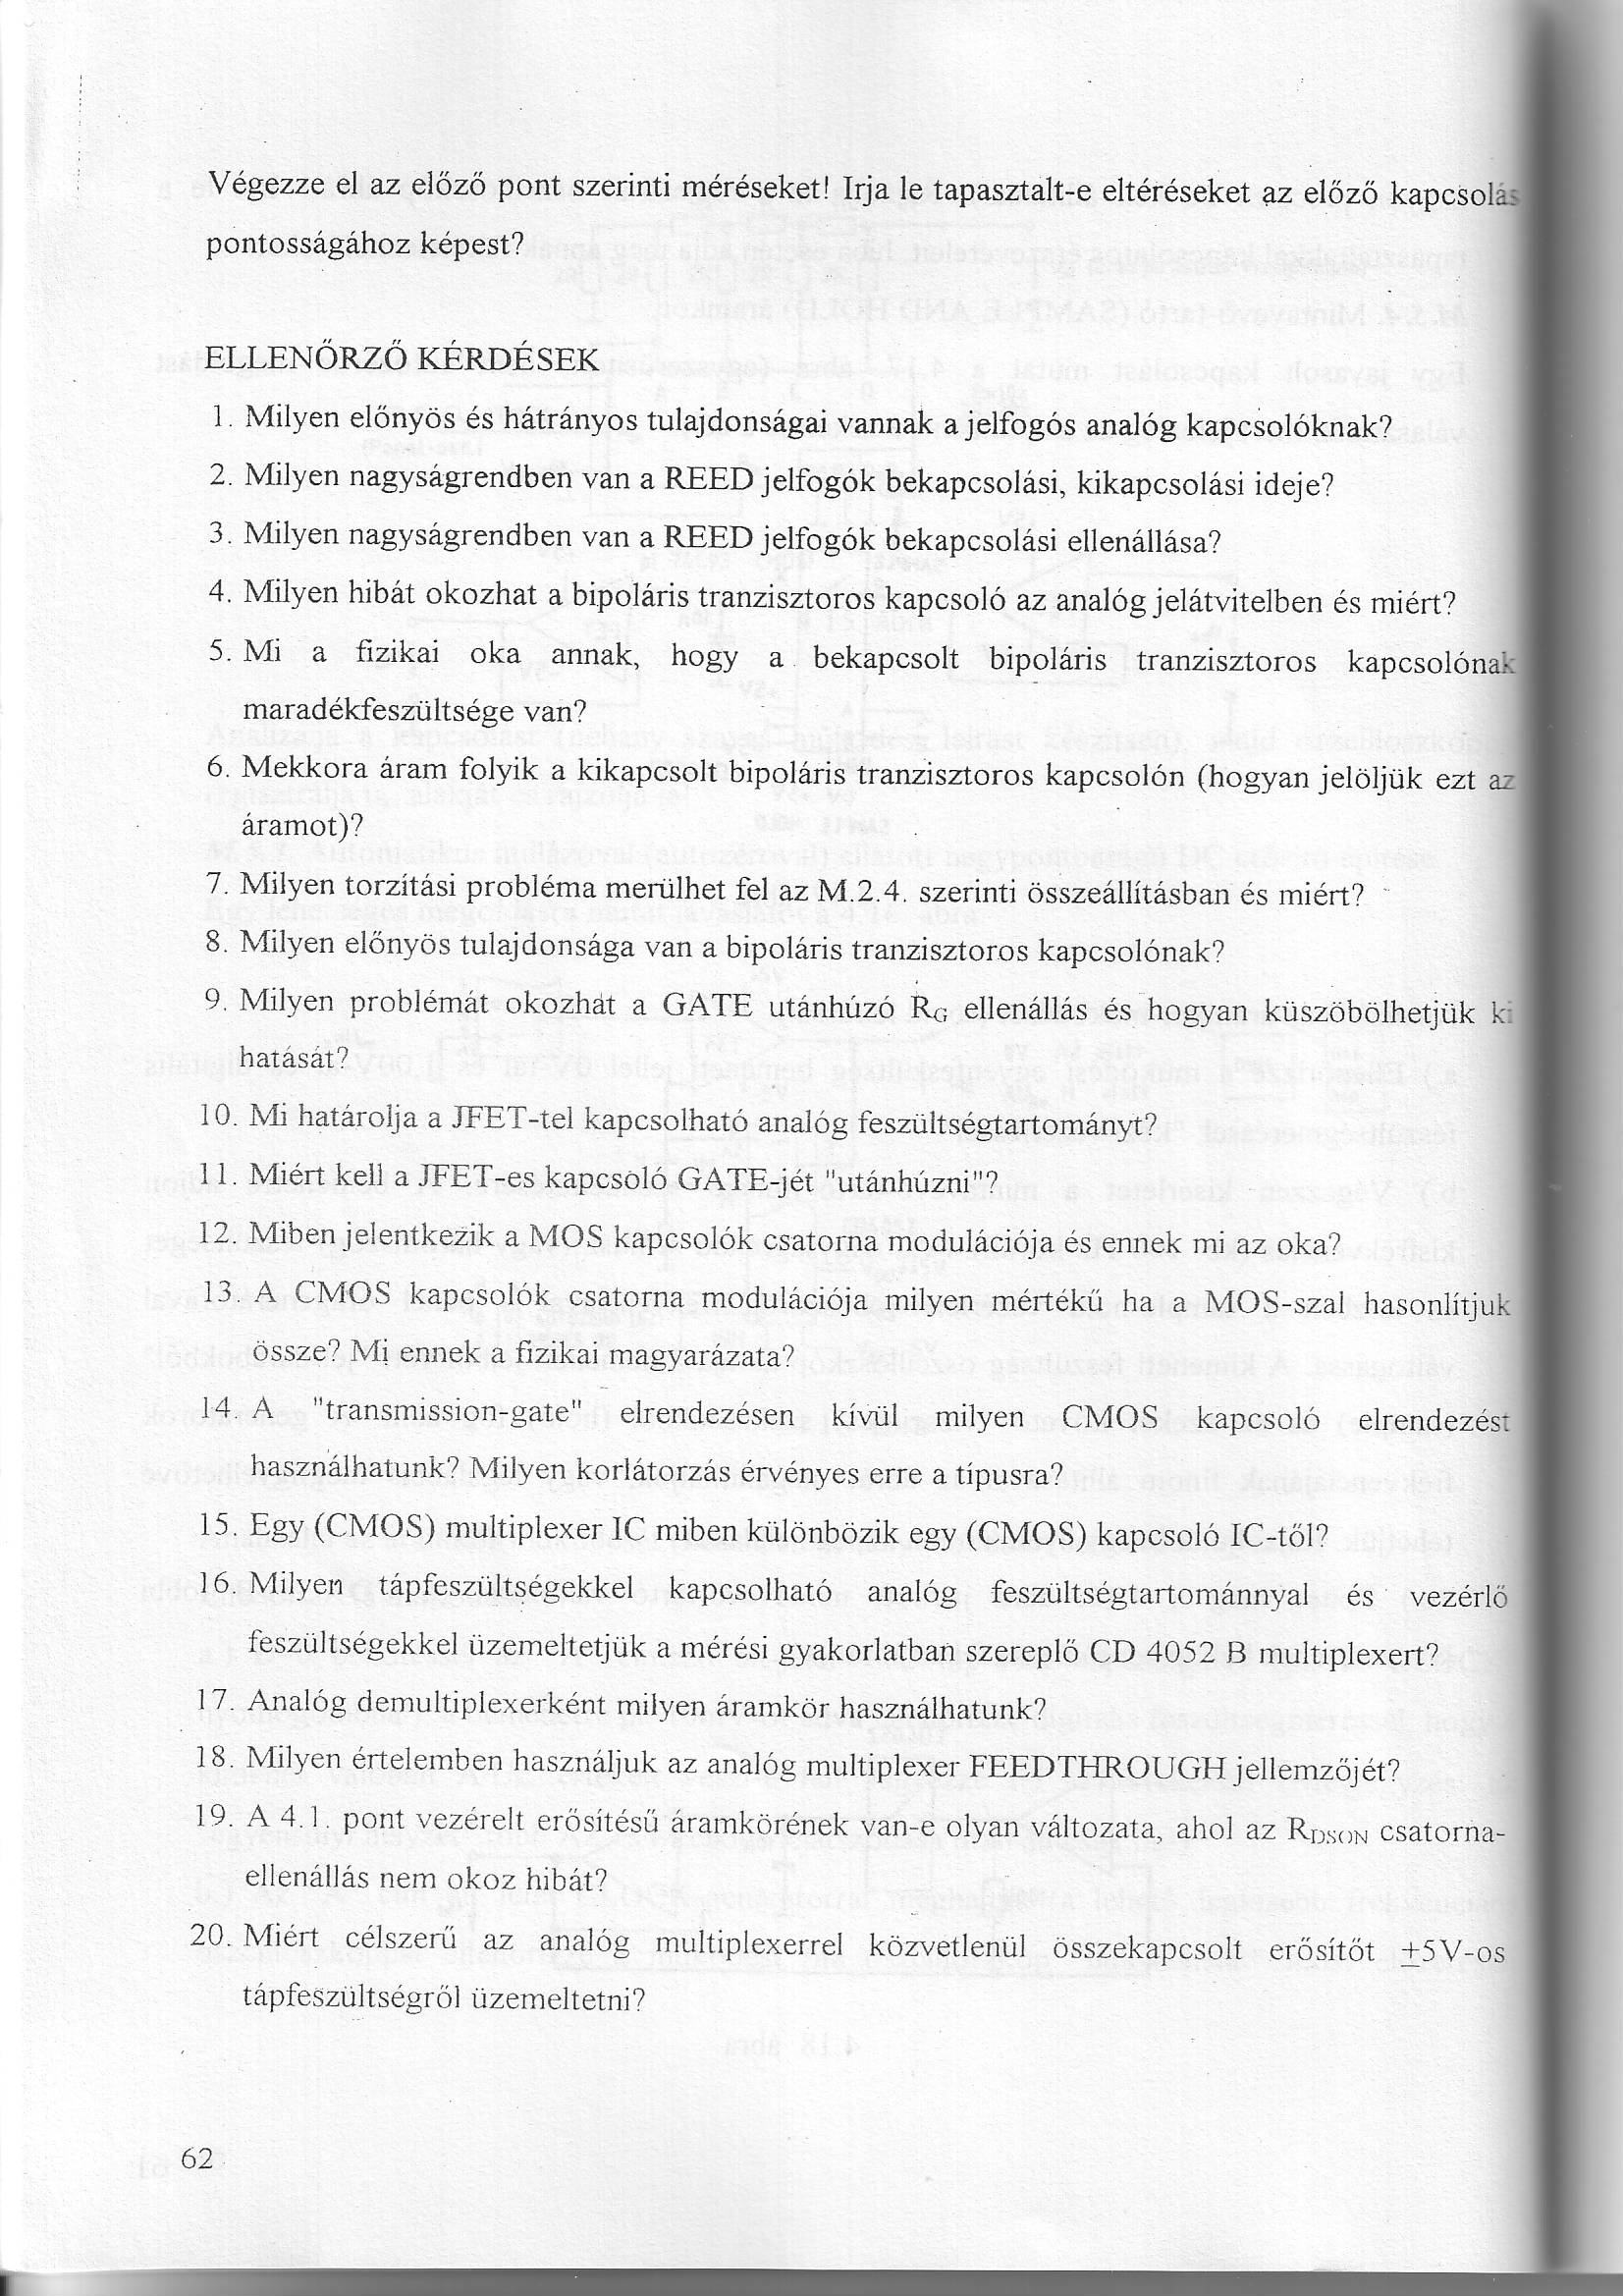 Végezze el az előző pont szerinti méréseket! Irja le tapasztalt-e eltéréseket az előző kapcsolás
pontosságához képest?
ELLENŐRZŐ KÉRDÉSEK
1. Milyen előnyös és hátrányos tulajdonságai vannak a jelfogós analóg kapcsolóknak?
2. Milyen nagyságrendben van a REED jelfogók bekapcsolási, kikapcsolási ideje?
3. Milyen nagyságrendben van a REED jelfogók bekapcsolási ellenállása?
4. Milyen hibát okozhat a bipoláris tranzisztoros kapcsoló az analóg jelátvitelben és miért?
5. Mi a fizikai oka annak, hogy a bekapcsolt bipoláris tranzisztoros kapcsolónak
maradékfeszültsége van?
6. Mekkora áram folyik a kikapcsolt bipoláris tranzisztoros kapcsolón (hogyan jelöljük ezt az
áramot)?
7. Milyen torzítási probléma merülhet fel az M.2.4. szerinti összeállításban és miért?
8. Milyen előnyös tulajdonsága van a bipoláris tranzisztoros kapcsolónak?
9. Milyen problémát okozhat a GATE utánhúzó RG ellenállás és hogyan küszöbölhetjük ki
hatását?
10. Mi határolja a JFET-tel kapcsolható analóg feszültségtartományt?
11. Miért kell a JFET-es kapcsoló GATE-jét "utánhúzni"?
12. Miben jelentkezik a MOS kapcsolók csatorna modulációja és ennek mi az oka?
13. A CMOS kapcsolók csatorna modulációja milyen mértékű ha a MOS-szal hasonlítjuk
össze? Mi ennek a fizikai magyarázata?
14. A "transmission-gate" elrendezésen kívül milyen CMOS kapcsoló elrendezést
használhatunk? Milyen korlátorzás érvényes erre a típusra?
15. Egy (CMOS) multiplexer IC miben különbözik egy (CMOS) kapcsoló IC-től?
16. Milyen tápfeszültségekkel kapcsolható analóg feszültségtartománnyal és vezérlő
feszültségekkel üzemeltetjük a mérési gyakorlatban szereplő CD 4052 B multiplexert?
17. Analóg demultiplexerként milyen áramkör használhatunk?
18. Milyen értelemben használjuk az analóg multiplexer FEEDTHROUGH jellemzőjét?
19. A 4.1. pont vezérelt erősítésű áramkörének van-e olyan változata, ahol az RDSON csatorna-
ellenállás nem okoz hibát?
20. Miért célszerű az analóg multiplexerrel közvetlenül összekapcsolt erősítőt ±5V-os
tápfeszültségről üzemeltetni?
62